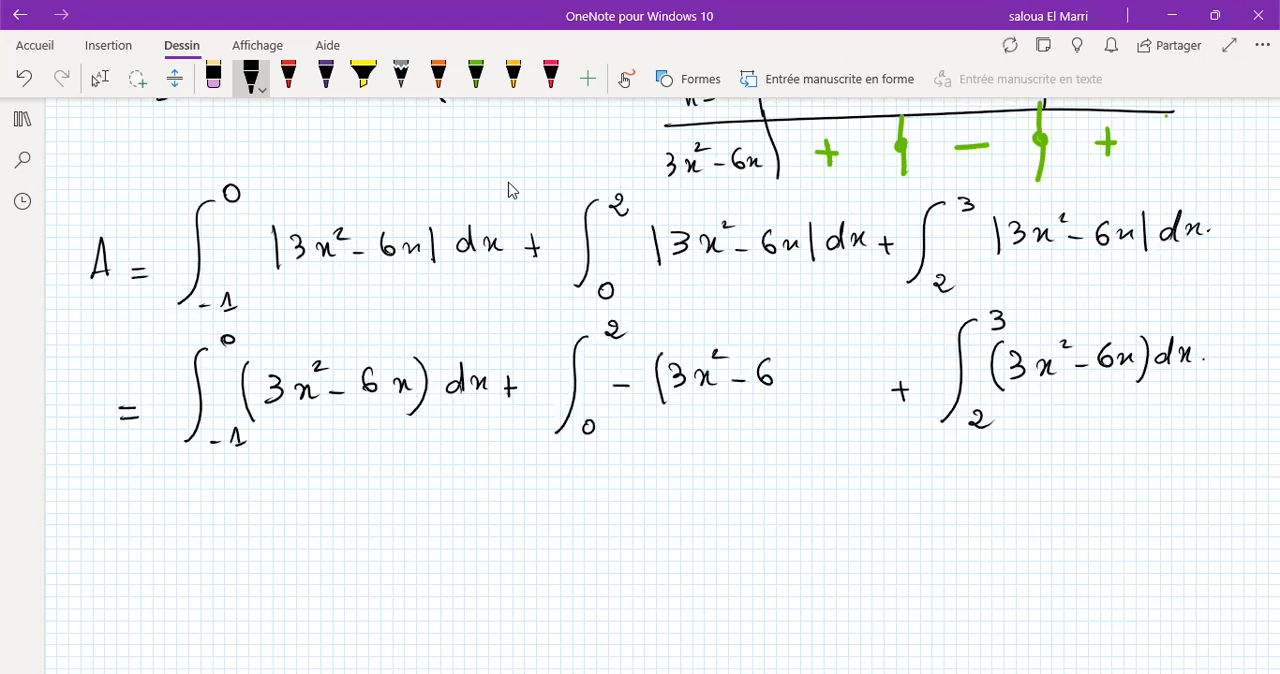 OneNote pour Windows 10
saloua El Marri
Accueil Insertion Dessin Affichage Aide
Partager
Formes Entrée manuscrite en forme Entrée manuscrite en texte
3x² - 6x + - +
A = ∫₋₁⁰ |3x² - 6x| dx + ∫₀² |3x² - 6x| dx + ∫₂³ |3x² - 6x| dx.
= ∫₋₁⁰ (3x² - 6x) dx + ∫₀² - (3x² - 6 + ∫₂³ (3x² - 6x) dx.